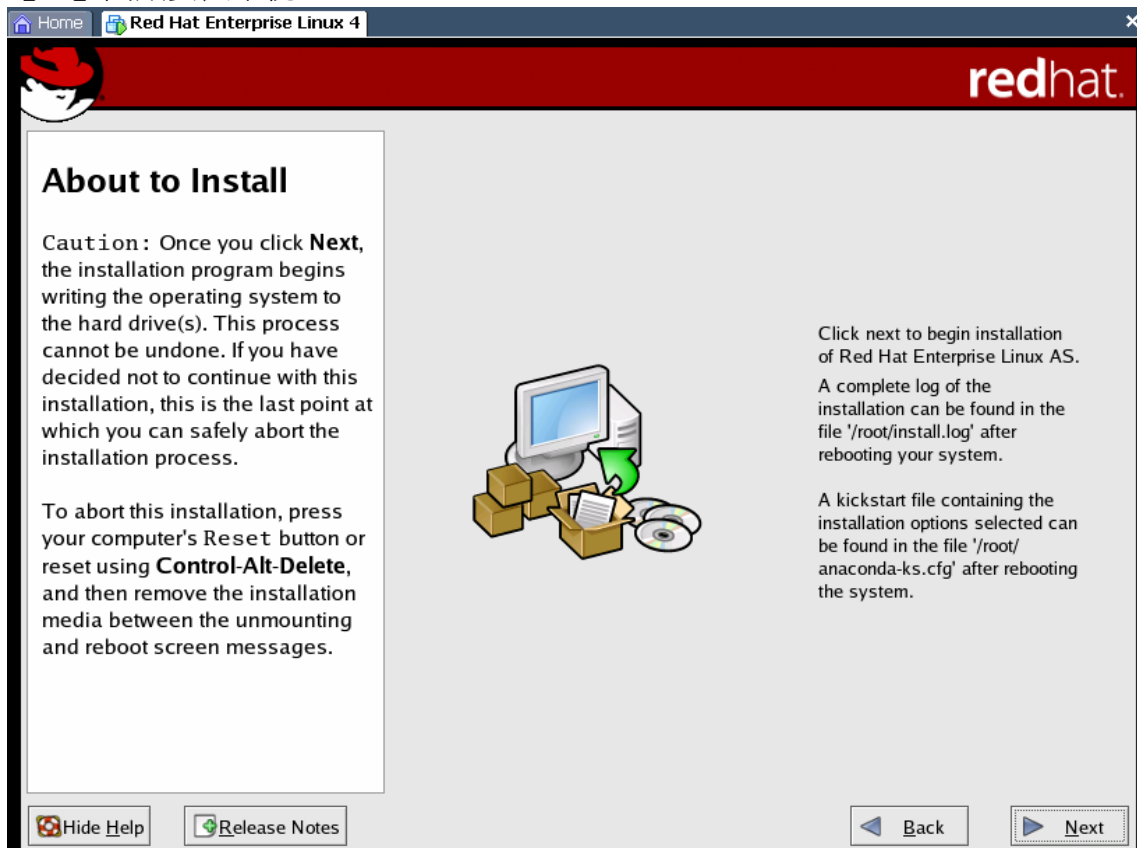 Home
Red Hat Enterprise Linux 4
redhat.
About to Install
Caution: Once you click Next,
the installation program begins
writing the operating system to
the hard drive(s). This process
cannot be undone. If you have
decided not to continue with this
installation, this is the last point at
which you can safely abort the
installation process.
To abort this installation, press
your computer's Reset button or
reset using Control-Alt-Delete,
and then remove the installation
media between the unmounting
and reboot screen messages.
Click next to begin installation
of Red Hat Enterprise Linux AS.
A complete log of the
installation can be found in the
file '/root/install.log' after
rebooting your system.
A kickstart file containing the
installation options selected can
be found in the file '/root/
anaconda-ks.cfg' after rebooting
the system.
Hide Help
Release Notes
Back
Next